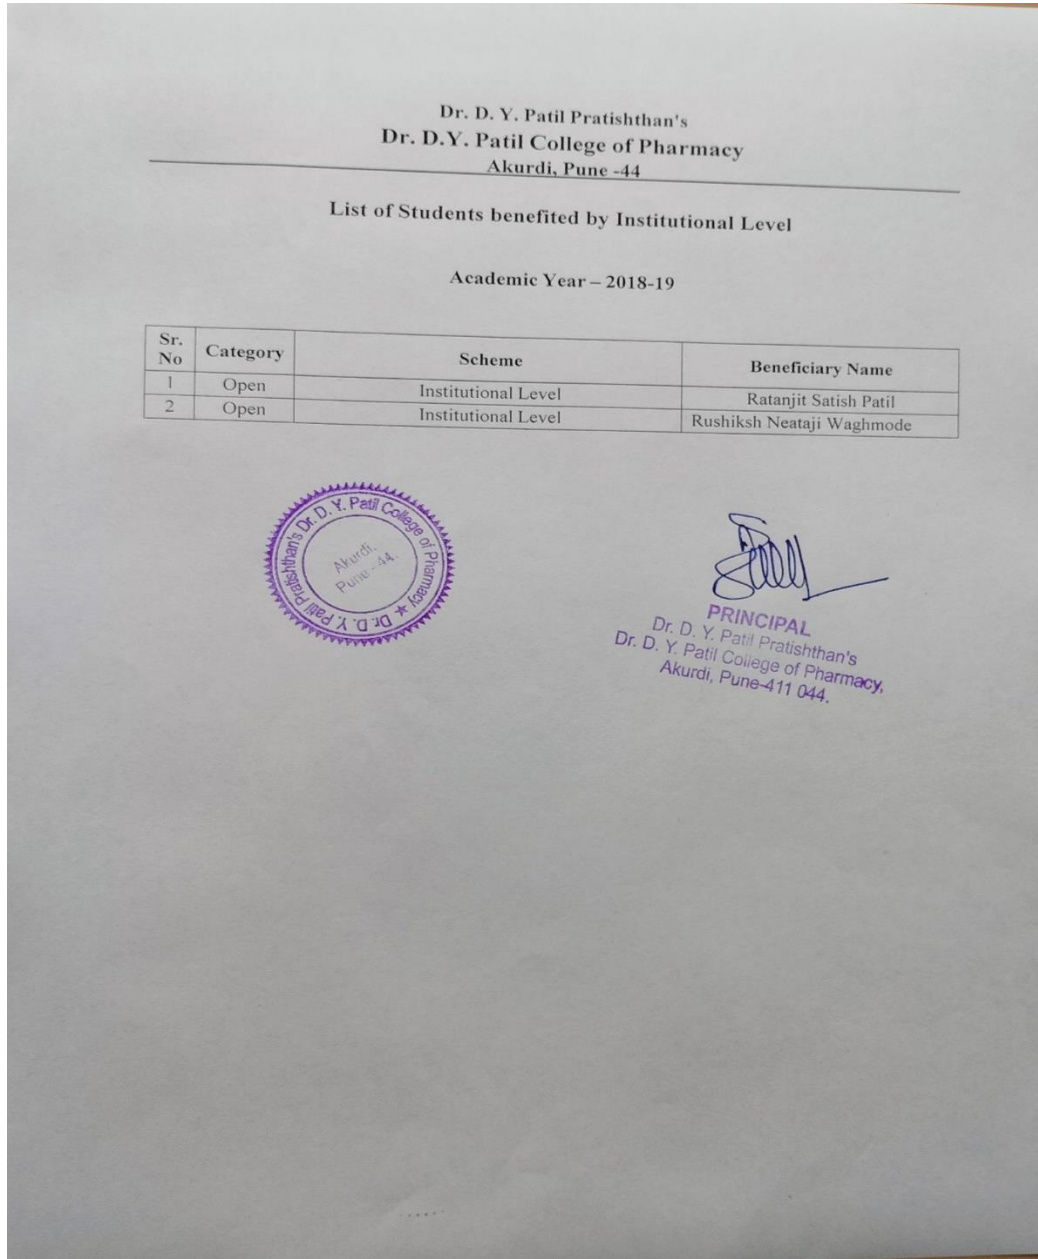 Dr. D. Y. Patil Pratishthan's
Dr. D.Y. Patil College of Pharmacy
Akurdi, Pune -44
List of Students benefited by Institutional Level
Academic Year – 2018-19
Sr. No Category Scheme Beneficiary Name
1 Open Institutional Level Ratanjit Satish Patil
2 Open Institutional Level Rushiksh Neataji Waghmode
Dr. D. Y. Patil Pratishthan's Dr. D. Y. Patil College of Pharmacy ★
Akurdi,
Pune - 44.
PRINCIPAL
Dr. D. Y. Patil Pratishthan's
Dr. D. Y. Patil College of Pharmacy,
Akurdi, Pune-411 044.